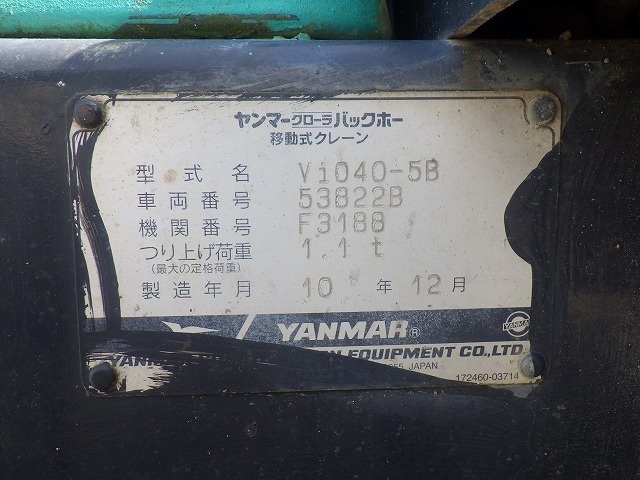 ヤンマークローラバックホー
移動式クレーン
型式名 Vi040-5B
車両番号 53822B
機関番号 F3188
つり上げ荷重 1.1t
(最大の定格荷重)
製造年月 10年12月
YANMAR®
YANMAR
EQUIPMENT CO.,LTD.
JAPAN
172460-03714